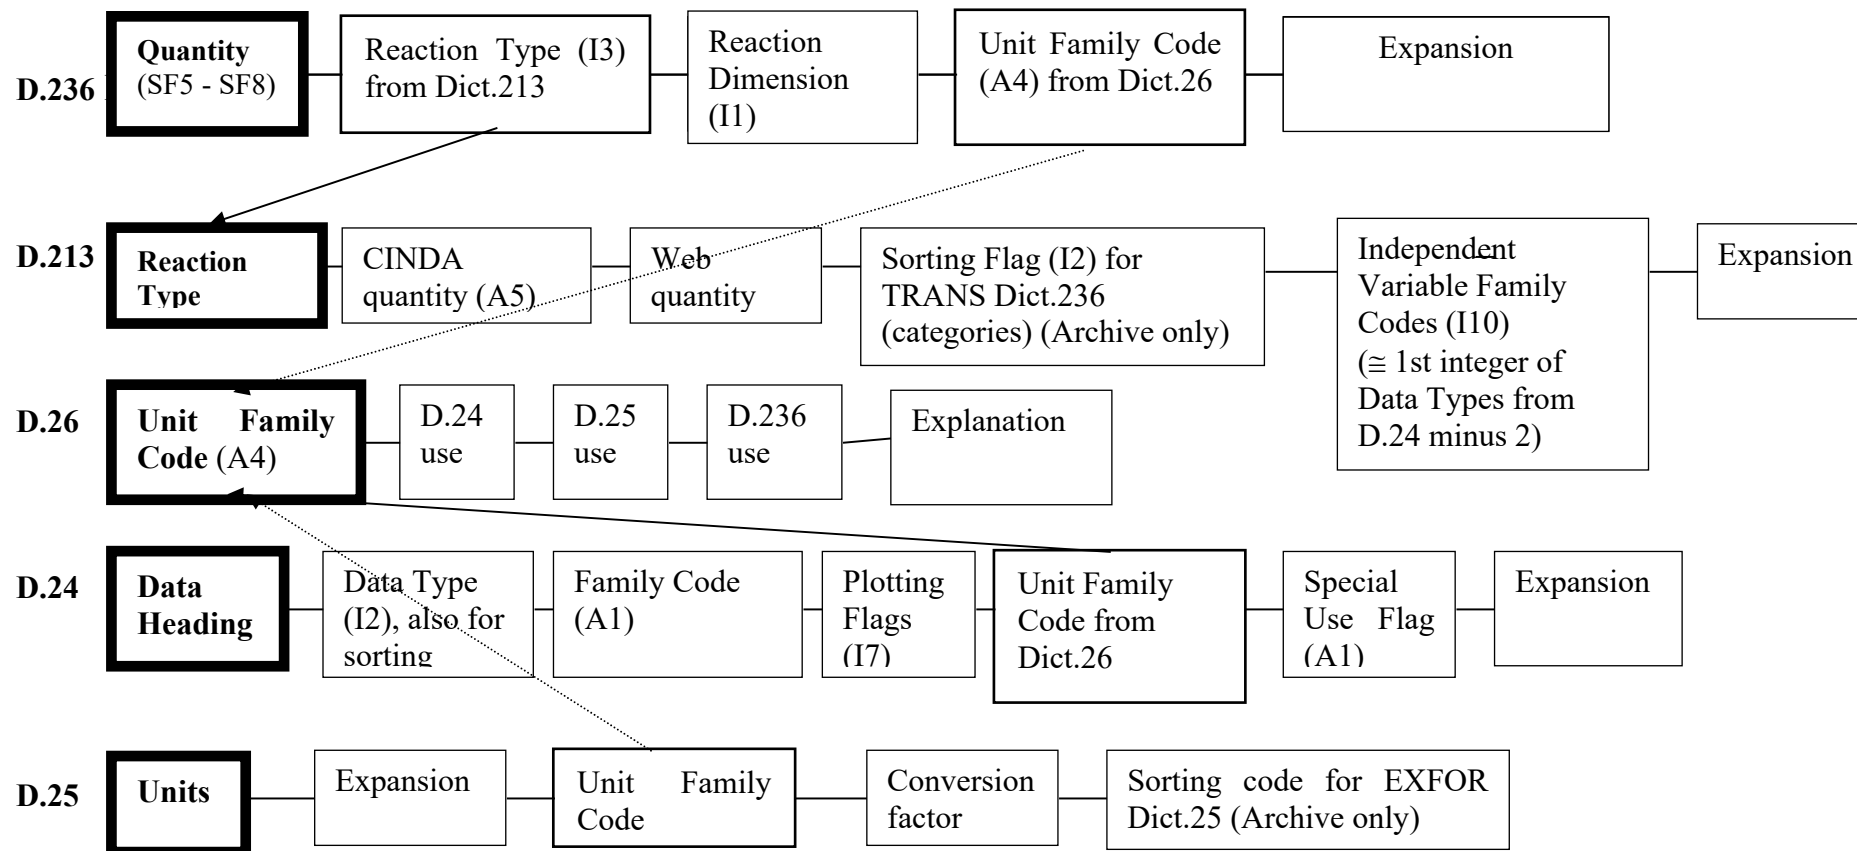 D.236
Quantity
(SF5 - SF8)
Reaction Type (I3)
from Dict.213
Reaction
Dimension
(I1)
Unit Family Code
(A4) from Dict.26
Expansion
D.213
Reaction
Type
CINDA
quantity (A5)
Web
quantity
Sorting Flag (I2) for
TRANS Dict.236
(categories) (Archive only)
Independent
Variable Family
Codes (I10)
(≅ 1st integer of
Data Types from
D.24 minus 2)
Expansion
D.26
Unit Family
Code (A4)
D.24
use
D.25
use
D.236
use
Explanation
D.24
Data
Heading
Data Type
(I2), also for
sorting
Family Code
(A1)
Plotting
Flags
(I7)
Unit Family
Code from
Dict.26
Special
Use Flag
(A1)
Expansion
D.25
Units
Expansion
Unit Family
Code
Conversion
factor
Sorting code for EXFOR
Dict.25 (Archive only)